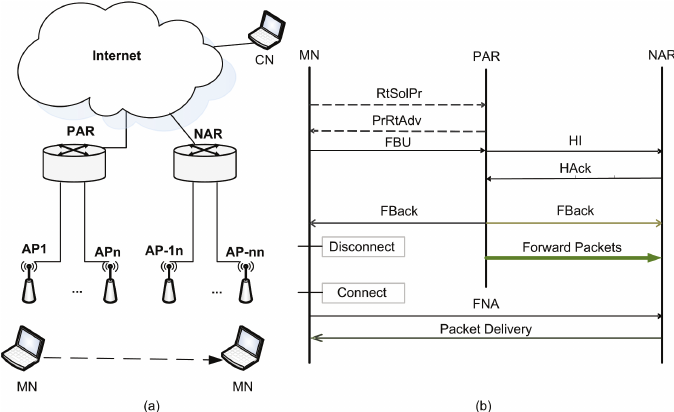 Internet
CN
PAR
NAR
AP1
APn
AP-1n
AP-nn
...
...
MN
MN
(a)
MN
PAR
NAR
RtSolPr
PrRtAdv
FBU
HI
HAck
FBack
FBack
Disconnect
Forward Packets
Connect
FNA
Packet Delivery
(b)